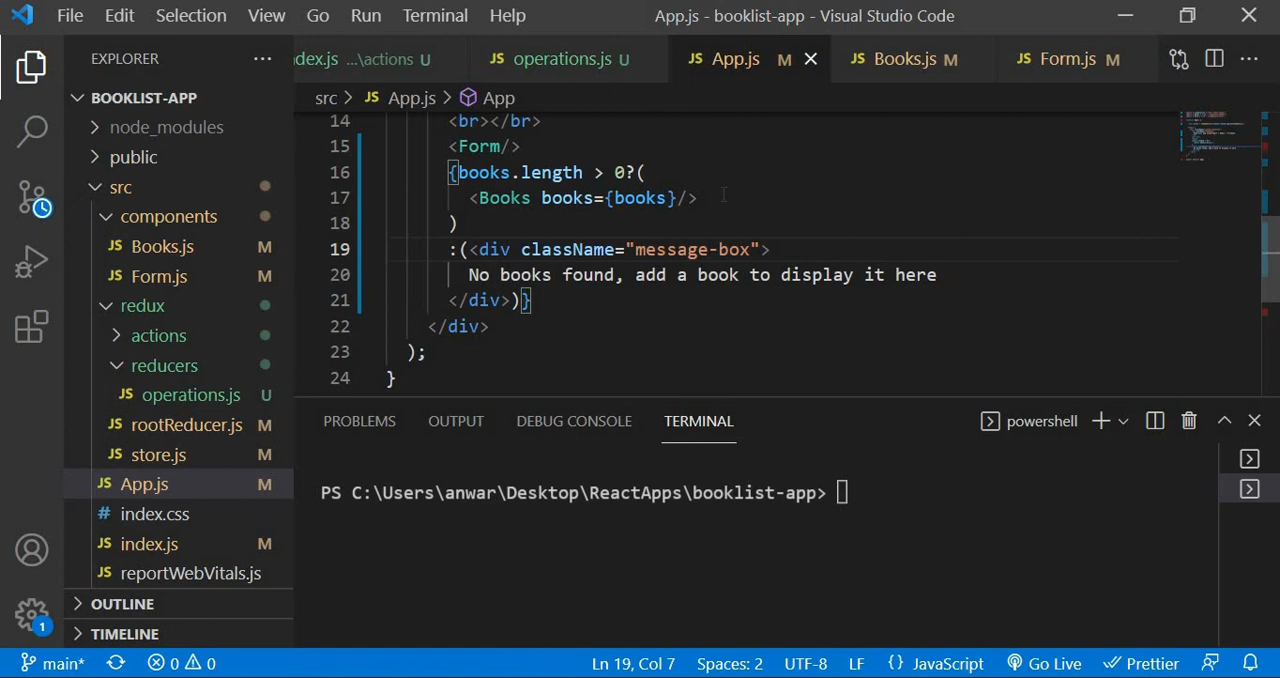 File Edit Selection View Go Run Terminal Help App.js - booklist-app - Visual Studio Code
EXPLORER
index.js ...\actions U
JS operations.js U
JS App.js M
JS Books.js M
JS Form.js M
src > JS App.js > App
BOOKLIST-APP
node_modules
public
src
components
JS Books.js M
JS Form.js M
redux
actions
reducers
JS operations.js U
JS rootReducer.js M
JS store.js M
JS App.js M
# index.css
JS index.js M
JS reportWebVitals.js
OUTLINE
TIMELINE
1
14 <br></br>
15 <Form/>
16 {books.length > 0?(
17 <Books books={books}/>
18 )
19 :(<div className="message-box">
20 No books found, add a book to display it here
21 </div>)}
22 </div>
23 );
24 }
PROBLEMS OUTPUT DEBUG CONSOLE TERMINAL powershell
PS C:\Users\anwar\Desktop\ReactApps\booklist-app>
main* 0 0 Ln 19, Col 7 Spaces: 2 UTF-8 LF {} JavaScript Go Live Prettier